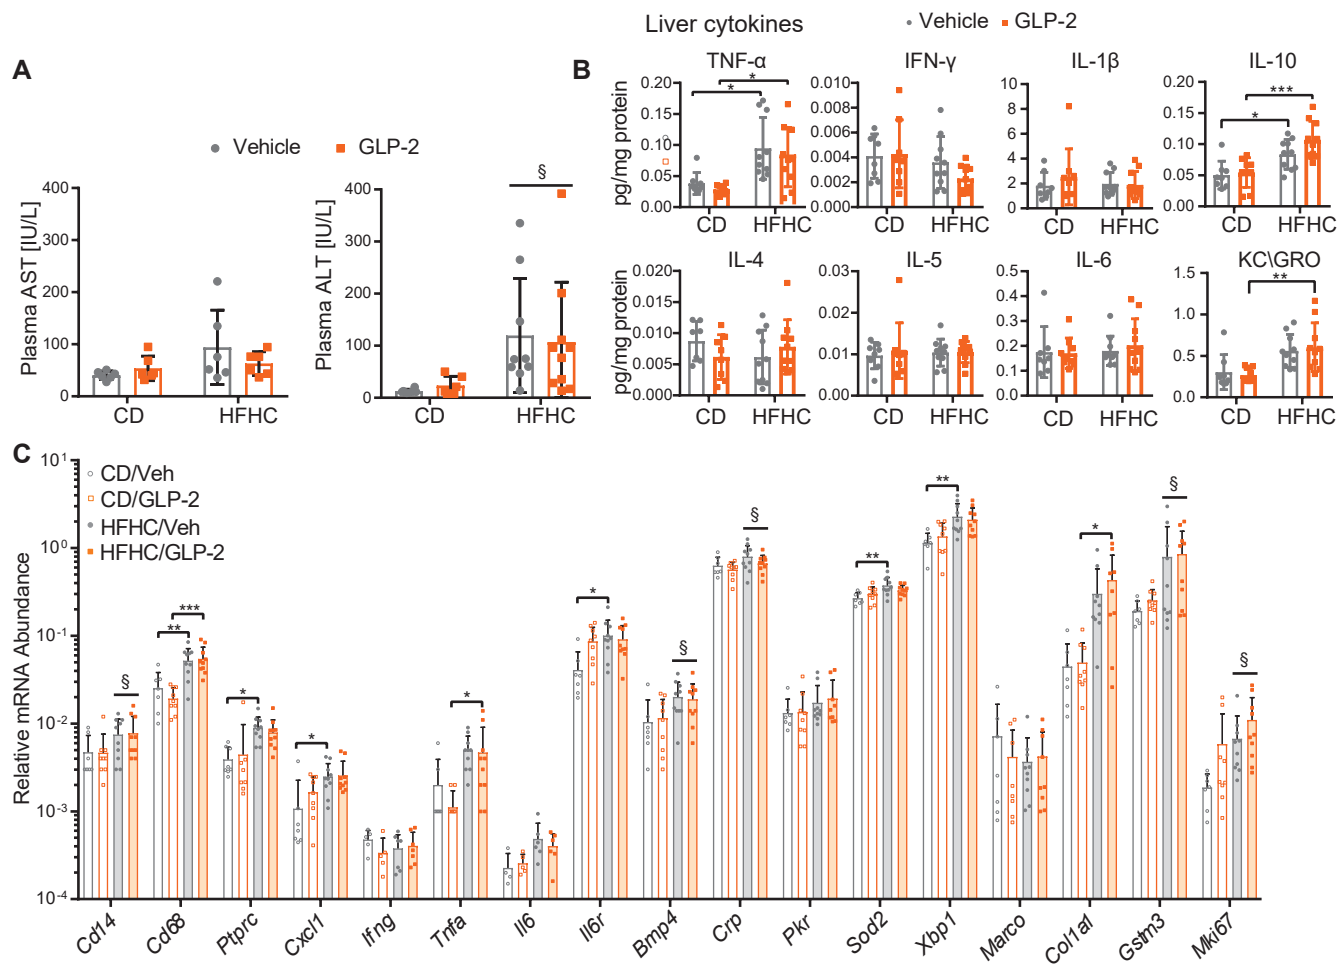 Liver cytokines
Vehicle GLP-2
A
B
Vehicle GLP-2
§
Plasma AST [IU/L]
400
300
200
100
0
CD HFHC
Plasma ALT [IU/L]
400
300
200
100
0
CD HFHC
TNF-α
pg/mg protein
0.20
0.15
0.10
0.05
0.00
* *
CD HFHC
IFN-γ
0.010
0.008
0.006
0.004
0.002
0.000
CD HFHC
IL-1β
10
8
6
4
2
0
CD HFHC
IL-10
0.20
0.15
0.10
0.05
0.00
* ***
CD HFHC
IL-4
pg/mg protein
0.020
0.015
0.010
0.005
0.000
CD HFHC
IL-5
0.03
0.02
0.01
0.00
CD HFHC
IL-6
0.5
0.4
0.3
0.2
0.1
0.0
CD HFHC
KC\GRO
1.5
1.0
0.5
0.0
**
CD HFHC
C
Relative mRNA Abundance
10¹
10⁰
10⁻¹
10⁻²
10⁻³
10⁻⁴
CD/Veh
CD/GLP-2
HFHC/Veh
HFHC/GLP-2
§ ** *** * * * * § § ** ** * § §
Cd14 Cd68 Ptprc Cxcl1 Ifng Tnfa Il6 Il6r Bmp4 Crp Pkr Sod2 Xbp1 Marco Col1al Gstm3 Mki67